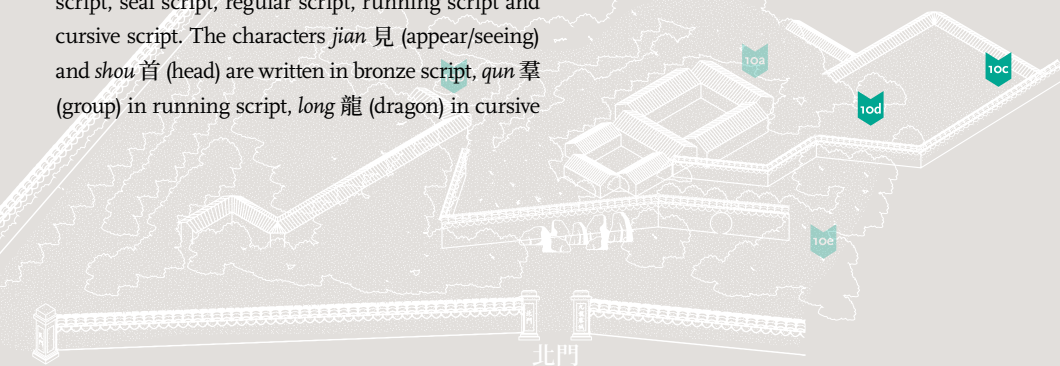 script, seal script, regular script, running script and
cursive script. The characters jian 見 (appear/seeing)
and shou 首 (head) are written in bronze script, qun 羣
(group) in running script, long 龍 (dragon) in cursive
10a
10c
10d
10e
北門